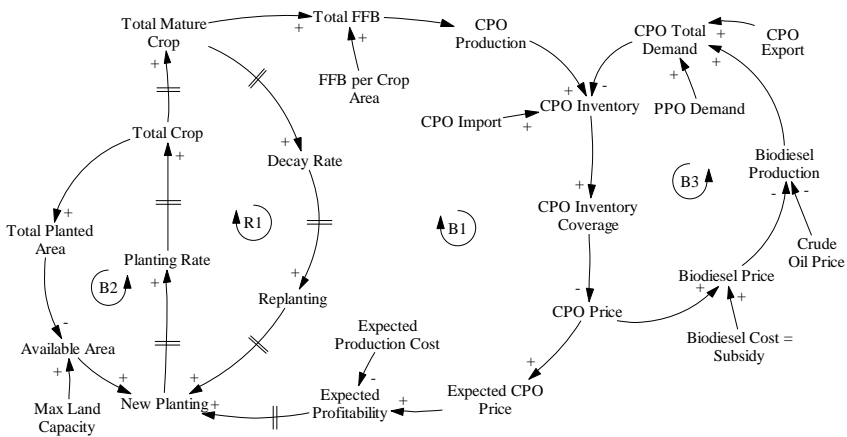 Total Mature
Crop
Total FFB
CPO
Production
CPO Total
Demand
CPO
Export
FFB per Crop
Area
CPO Import
CPO Inventory
PPO Demand
Total Crop
Decay Rate
Biodiesel
Production
B3
R1
B1
CPO Inventory
Coverage
Total Planted
Area
Planting Rate
B2
Crude
Oil Price
Replanting
Biodiesel Price
CPO Price
Expected
Production Cost
Biodiesel Cost =
Subsidy
Available Area
Max Land
Capacity
New Planting
Expected
Profitability
Expected CPO
Price
+
+
+
+
+
+
+
-
+
+
+
+
+
+
-
-
+
+
+
-
+
+
-
+
+
+
+
-
+
+